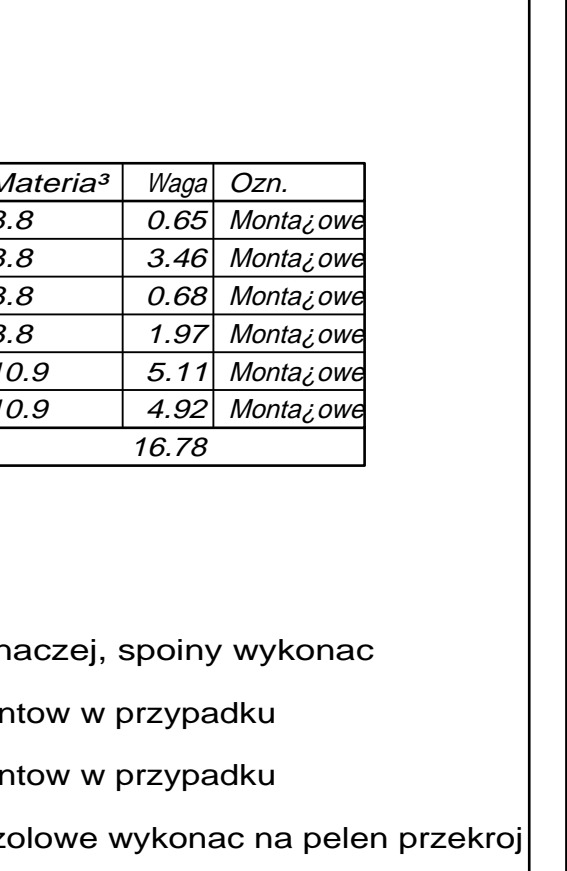 Materia³ Waga Ozn.
8.8 0.65 Monta¿owe
8.8 3.46 Monta¿owe
8.8 0.68 Monta¿owe
8.8 1.97 Monta¿owe
10.9 5.11 Monta¿owe
10.9 4.92 Monta¿owe
16.78
naczej, spoiny wykonac
ntow w przypadku
ntow w przypadku
zolowe wykonac na pelen przekroj